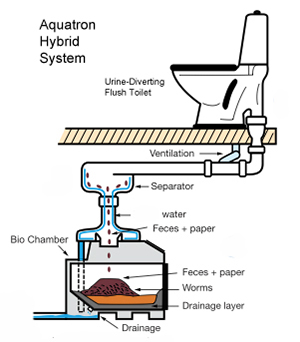 Aquatron
Hybrid
System
Urine-Diverting
Flush Toilet
Ventilation
Separator
water
Feces + paper
Bio Chamber
Feces + paper
Worms
Drainage layer
Drainage